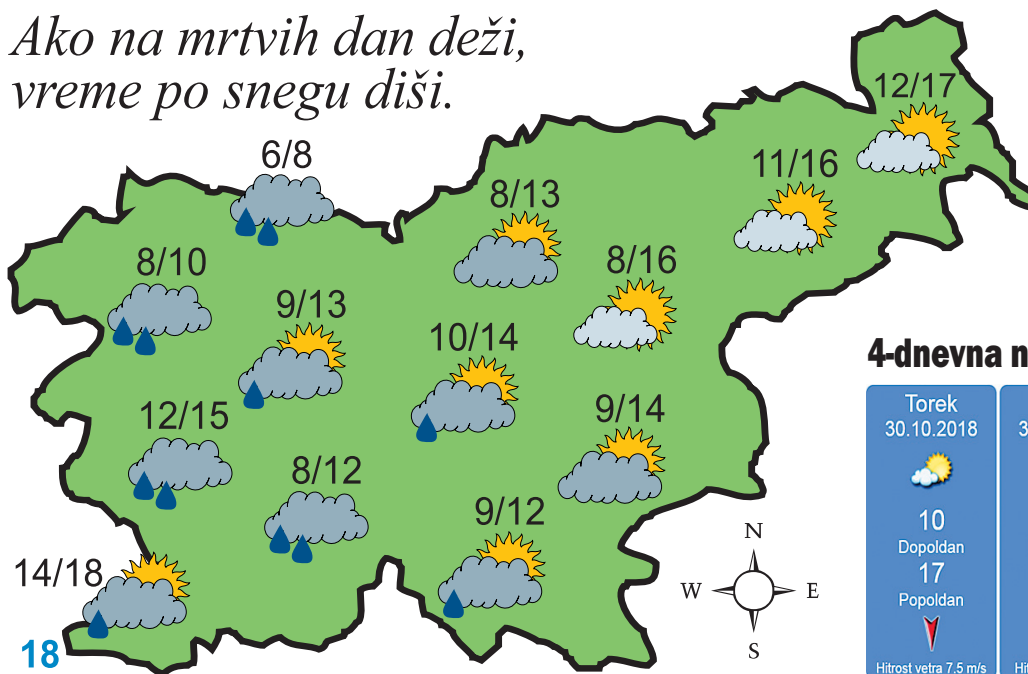 Ako na mrtvih dan deži,
vreme po snegu diši.
12/17
6/8
11/16
8/13
8/10
8/16
9/13
10/14
12/15
9/14
8/12
9/12
14/18
18
N
W E
S
4-dnevna n
Torek
30.10.2018
10
Dopoldan
17
Popoldan
Hitrost vetra 7.5 m/s
3
Hit